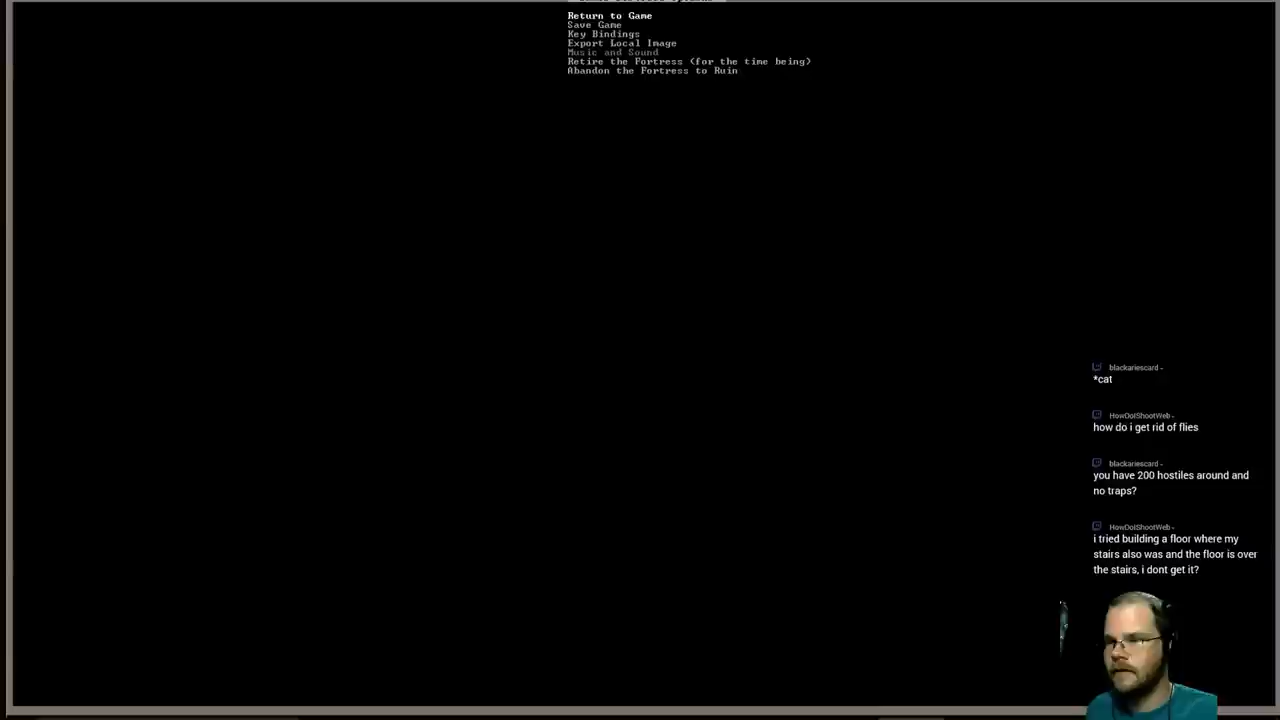 Return to Game
Save Game
Key Bindings
Export Local Image
Music and Sound
Retire the Fortress (for the time being)
Abandon the Fortress to Ruin
blackariescard -
*cat
HowDoIShootWeb -
how do i get rid of flies
blackariescard -
you have 200 hostiles around and
no traps?
HowDoIShootWeb -
i tried building a floor where my
stairs also was and the floor is over
the stairs, i dont get it?